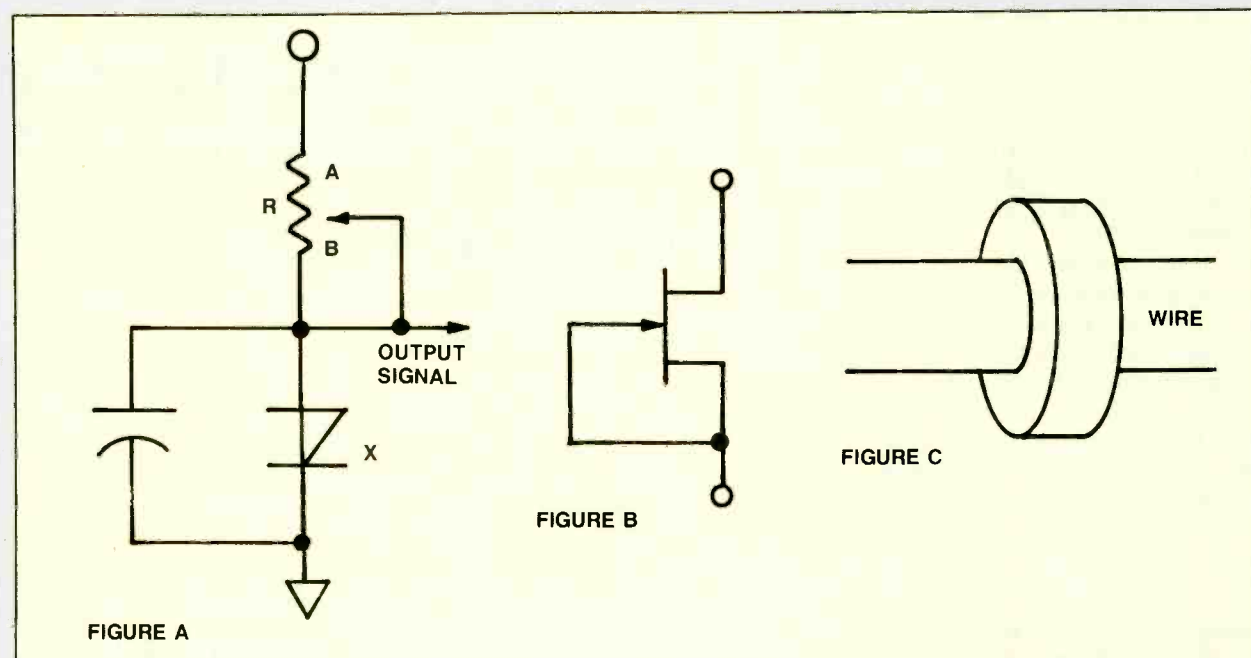 A
R
B
OUTPUT
SIGNAL
X
FIGURE A
FIGURE B
WIRE
FIGURE C